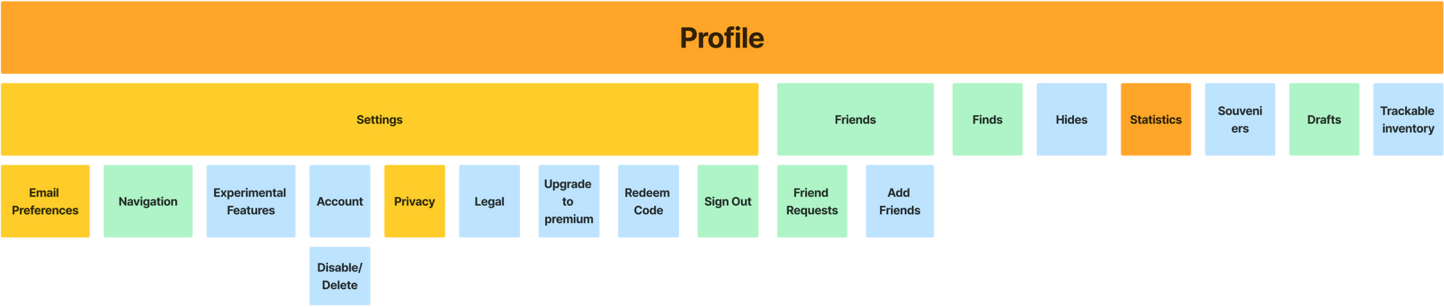 Profile
Settings
Friends
Finds
Hides
Statistics
Souveni
ers
Drafts
Trackable
inventory
Email
Preferences
Navigation
Experimental
Features
Account
Privacy
Legal
Upgrade
to
premium
Redeem
Code
Sign Out
Friend
Requests
Add
Friends
Disable/
Delete